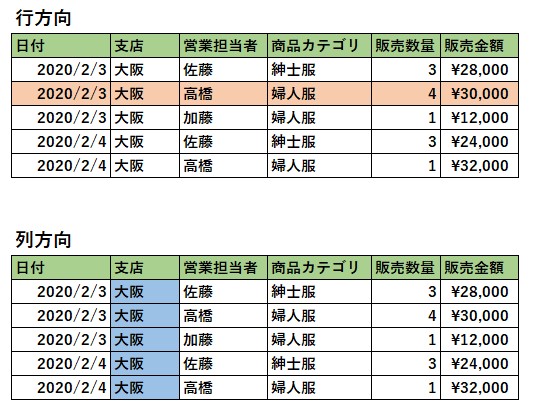 行方向
日付 支店 営業担当者 商品カテゴリ 販売数量 販売金額
2020/2/3 大阪 佐藤 紳士服 3 ¥28,000
2020/2/3 大阪 高橋 婦人服 4 ¥30,000
2020/2/3 大阪 加藤 婦人服 1 ¥12,000
2020/2/4 大阪 佐藤 紳士服 3 ¥24,000
2020/2/4 大阪 高橋 婦人服 1 ¥32,000
列方向
日付 支店 営業担当者 商品カテゴリ 販売数量 販売金額
2020/2/3 大阪 佐藤 紳士服 3 ¥28,000
2020/2/3 大阪 高橋 婦人服 4 ¥30,000
2020/2/3 大阪 加藤 婦人服 1 ¥12,000
2020/2/4 大阪 佐藤 紳士服 3 ¥24,000
2020/2/4 大阪 高橋 婦人服 1 ¥32,000